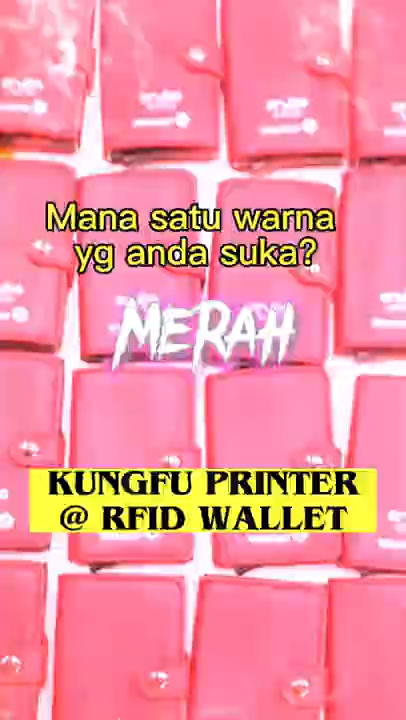 Mana satu warna
yg anda suka?
MERAH
KUNGFU PRINTER
@ RFID WALLET